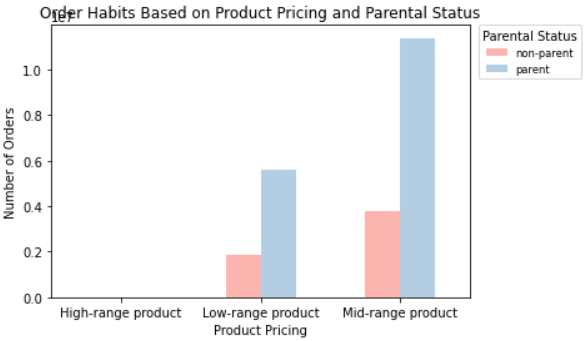 Order Habits Based on Product Pricing and Parental Status
1e7
Parental Status
non-parent
parent
1.0
0.8
0.6
0.4
0.2
0.0
Number of Orders
High-range product Low-range product Mid-range product
Product Pricing